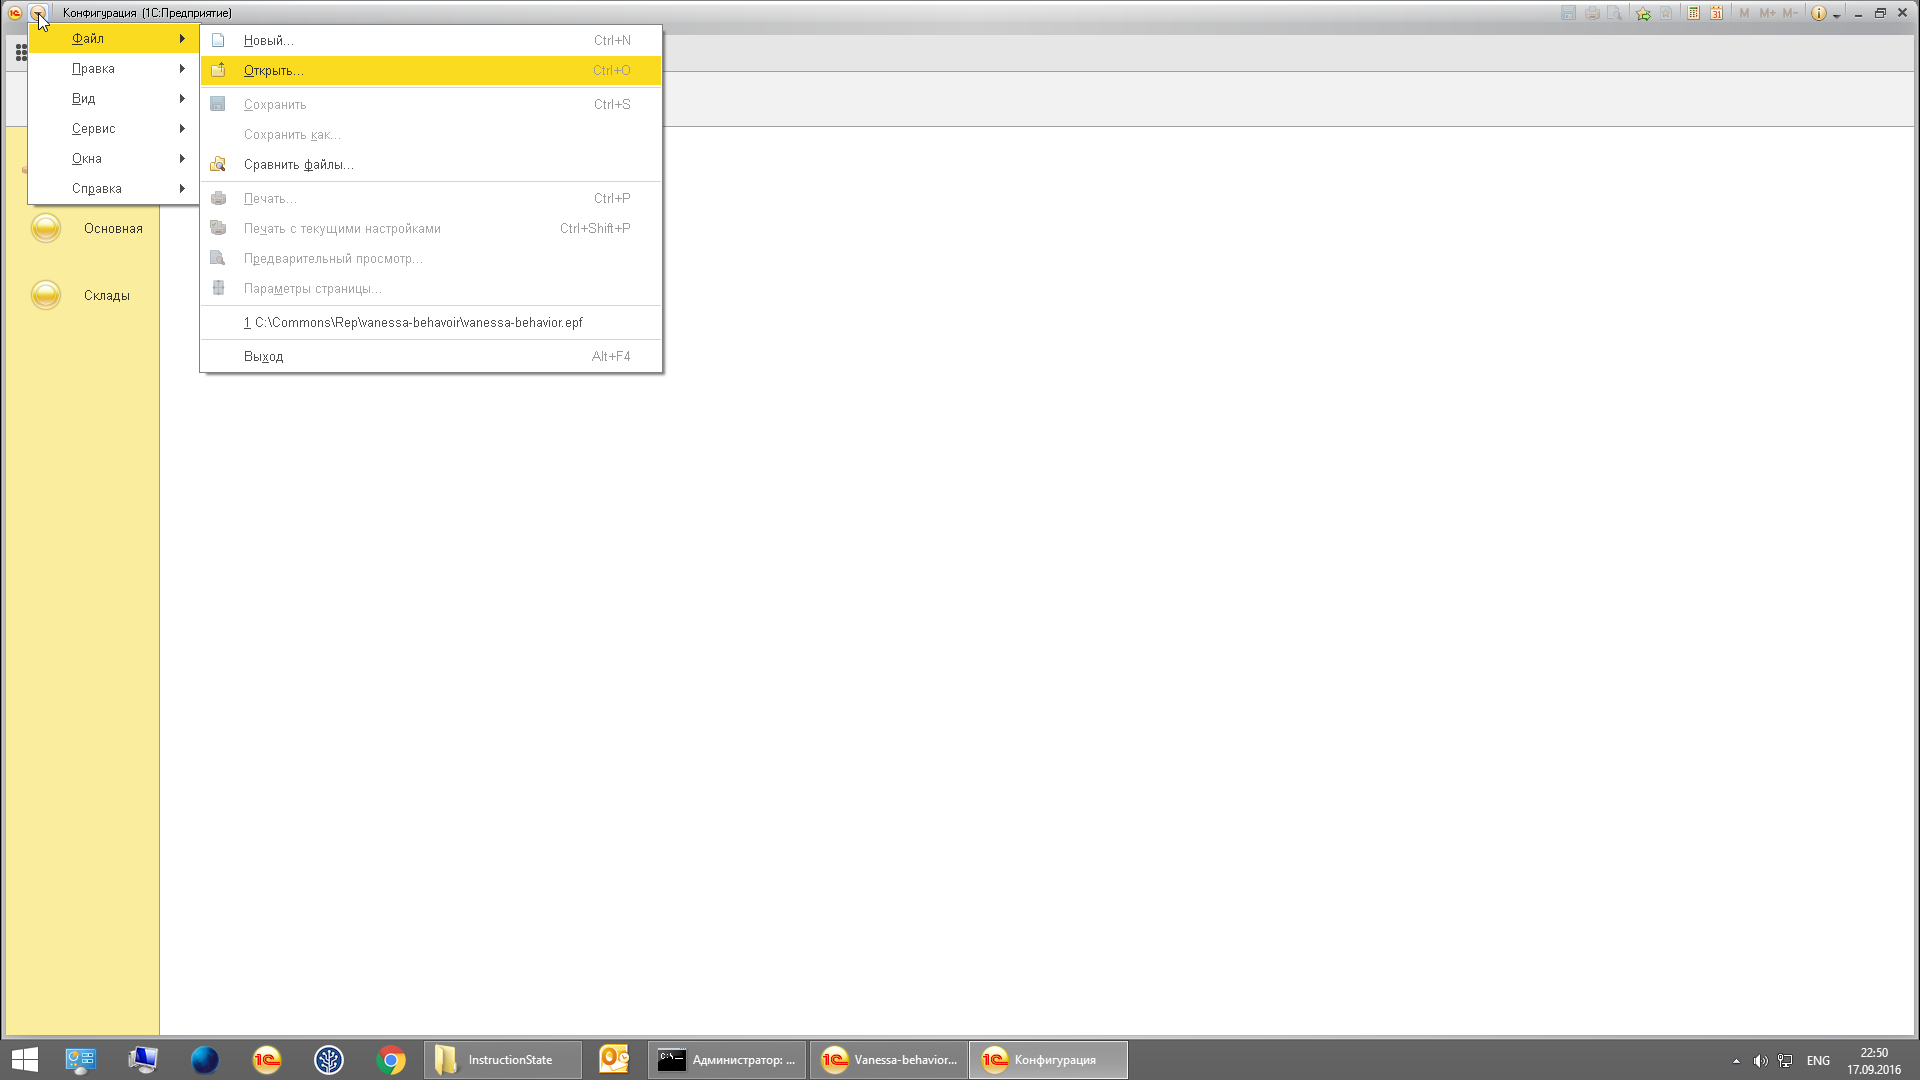 Конфигурация (1С:Предприятие)
M M+ M-
Файл
Правка
Вид
Сервис
Окна
Справка
Новый... Ctrl+N
Открыть... Ctrl+O
Сохранить Ctrl+S
Сохранить как...
Сравнить файлы...
Печать... Ctrl+P
Печать с текущими настройками Ctrl+Shift+P
Предварительный просмотр...
Параметры страницы...
1 C:\Commons\Rep\vanessa-behavoir\vanessa-behavior.epf
Выход Alt+F4
Основная
Склады
InstructionState
Администратор: ...
Vanessa-behavior...
Конфигурация
ENG
22:50
17.09.2016